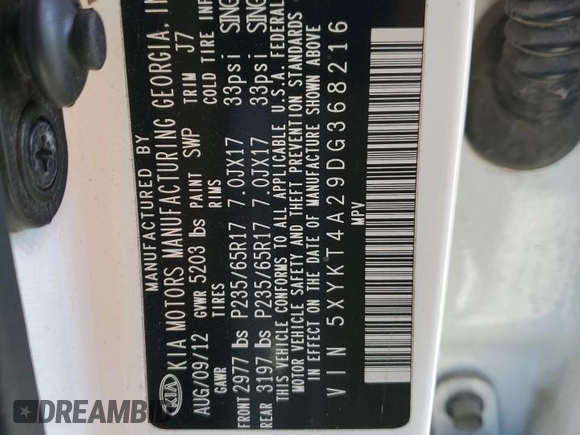 MANUFACTURED BY
KIA KIA MOTORS MANUFACTURING GEORGIA, IN
AUG/09/12 GVWR 5203 lbs PAINT SWP TRIM J7
GAWR TIRES RIMS COLD TIRE INF
FRONT 2977 lbs P235/65R17 7.0JX17 33psi SING
REAR 3197 lbs P235/65R17 7.0JX17 33psi SING
THIS VEHICLE CONFORMS TO ALL APPLICABLE U.S.A FEDERAL
MOTOR VEHICLE SAFETY AND THEFT PREVENTION STANDARDS
IN EFFECT ON THE DATE OF MANUFACTURE SHOWN ABOVE
VIN 5XYKT4A29DG368216
MPV
DREAMBID